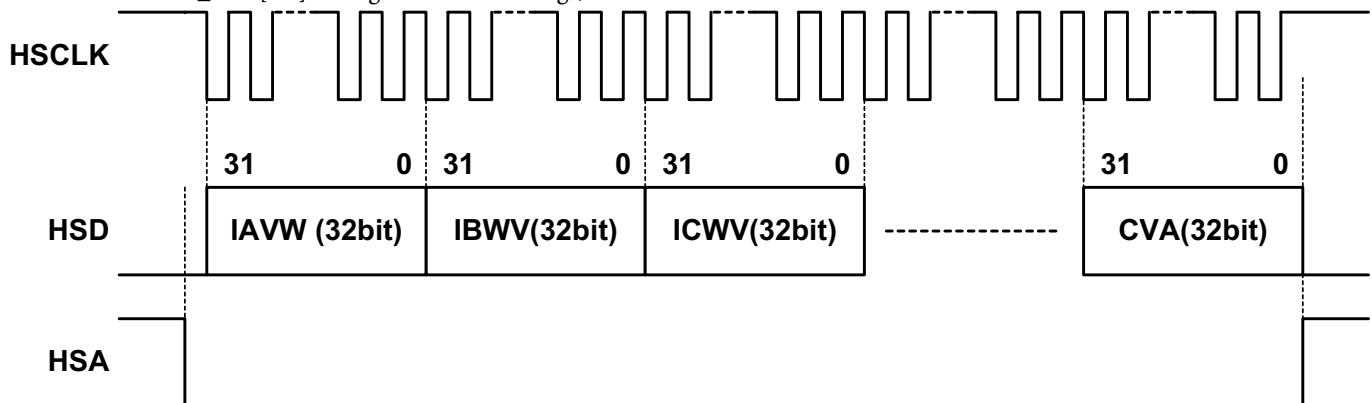 HSCLK
31 0 31 0 31 0 31 0
HSD IAVW (32bit) IBWV(32bit) ICWV(32bit) CVA(32bit)
HSA